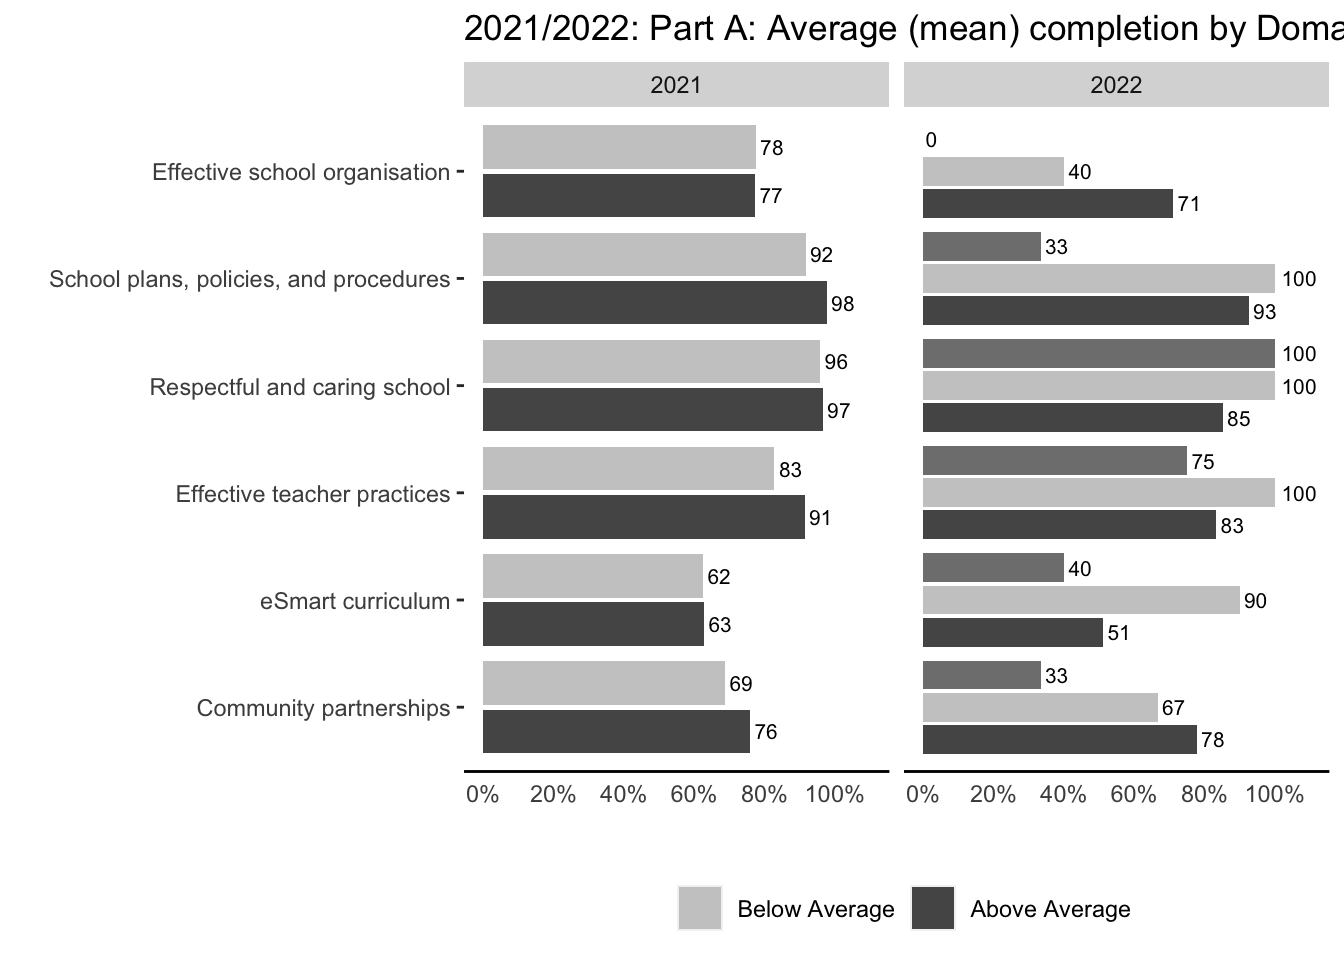 2021/2022: Part A: Average (mean) completion by Doma
2021
2022
Effective school organisation
78
77
0
40
71
School plans, policies, and procedures
92
98
33
100
93
Respectful and caring school
96
97
100
100
85
Effective teacher practices
83
91
75
100
83
eSmart curriculum
62
63
40
90
51
Community partnerships
69
76
33
67
78
0% 20% 40% 60% 80% 100%
0% 20% 40% 60% 80% 100%
Below Average
Above Average